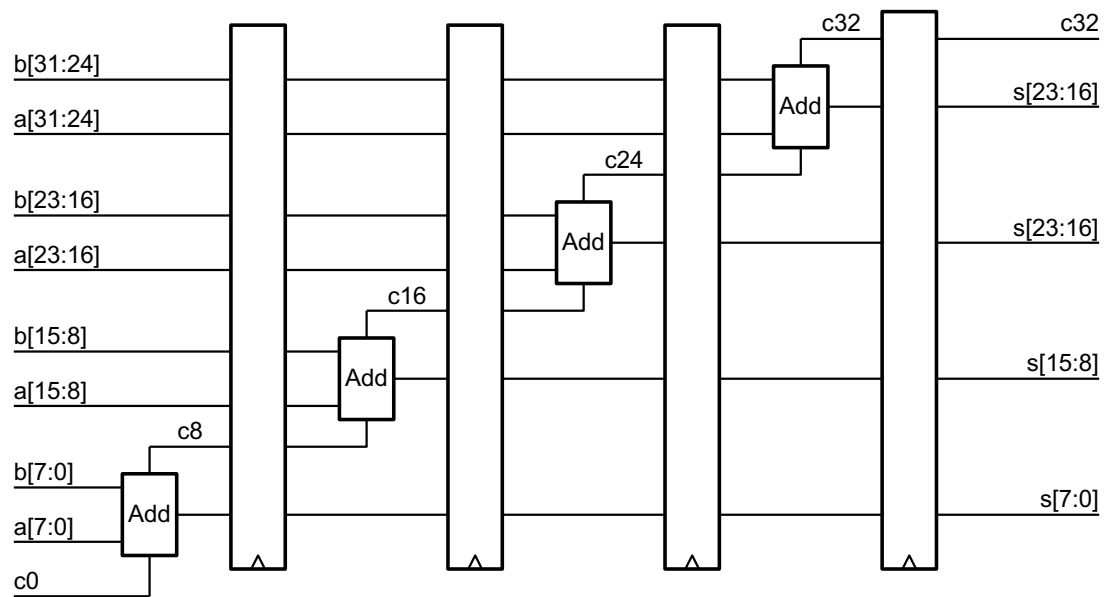 c32
c32
b[31:24]
Add
s[23:16]
a[31:24]
c24
b[23:16]
Add
s[23:16]
a[23:16]
c16
b[15:8]
Add
s[15:8]
a[15:8]
c8
b[7:0]
Add
s[7:0]
a[7:0]
c0